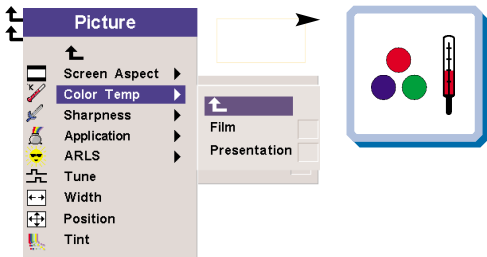 Picture
Screen Aspect
Color Temp
Sharpness
Application
ARLS
Tune
Width
Position
Tint
Film
Presentation